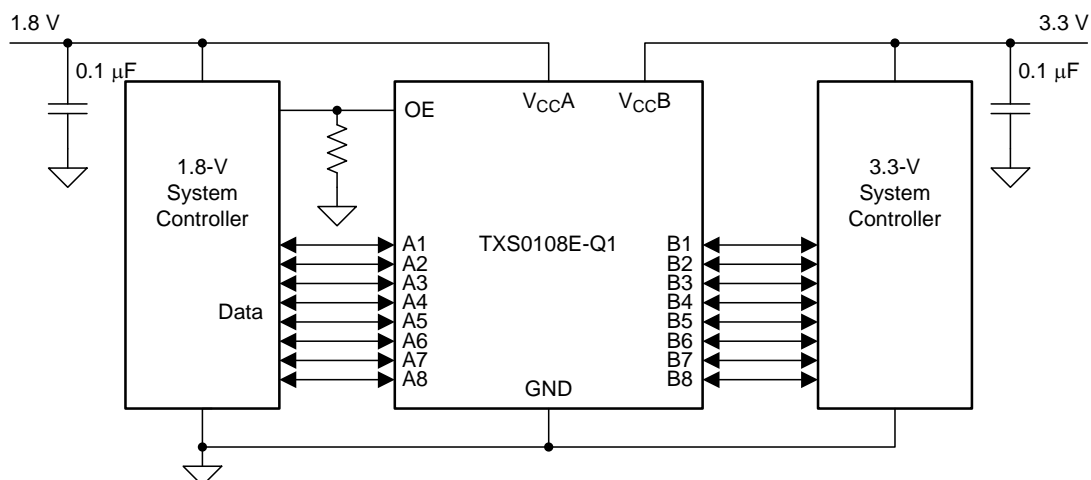 1.8 V
3.3 V
0.1 μF
0.1 μF
VCCA
VCCB
OE
1.8-V
System
Controller
3.3-V
System
Controller
TXS0108E-Q1
Data
A1
A2
A3
A4
A5
A6
A7
A8
B1
B2
B3
B4
B5
B6
B7
B8
GND